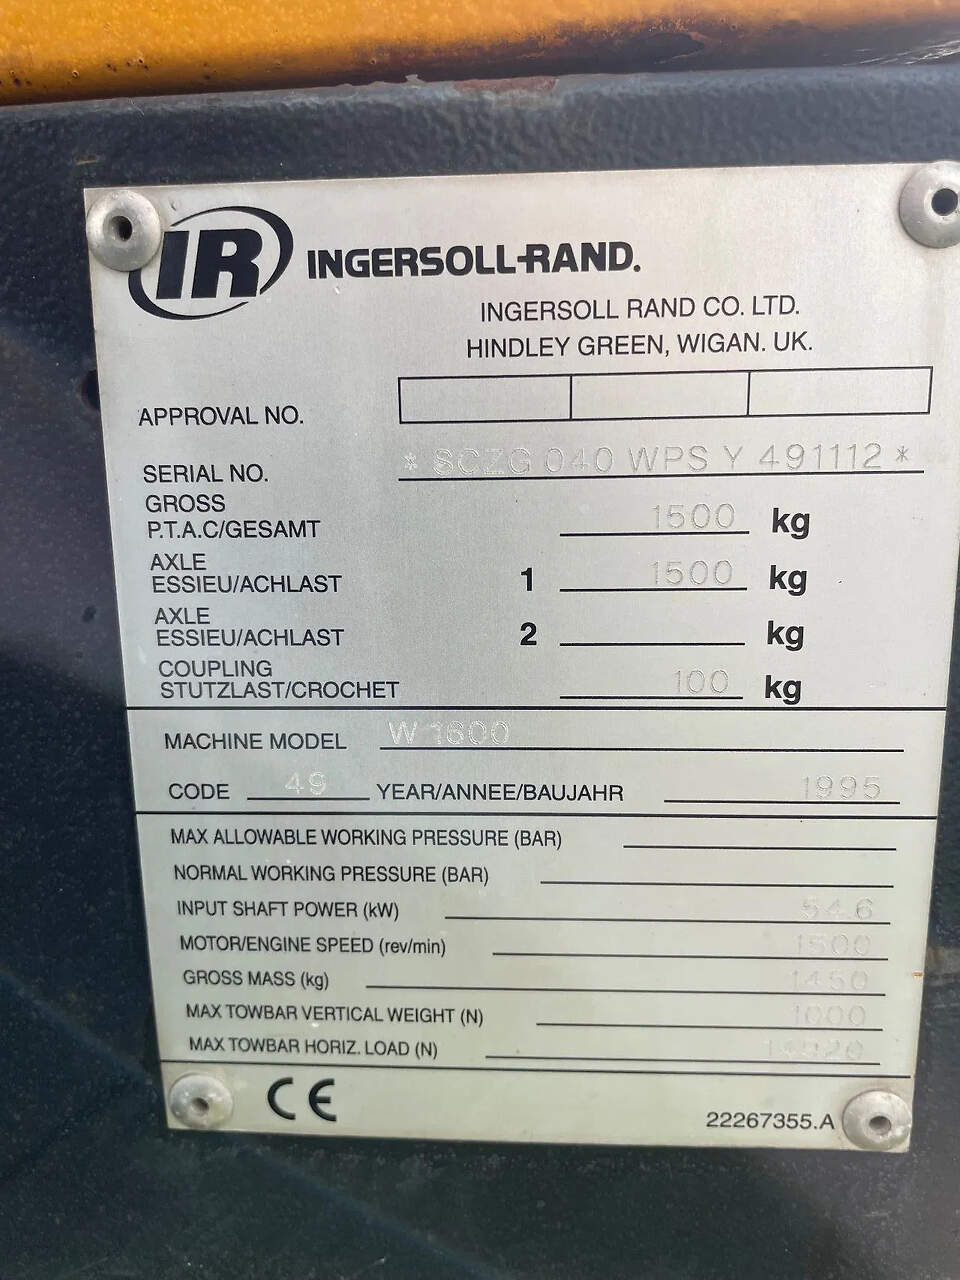 IR INGERSOLL-RAND.
INGERSOLL RAND CO. LTD.
HINDLEY GREEN, WIGAN. UK.
APPROVAL NO.
SERIAL NO. * SCZG 040 WPS Y 491112 *
GROSS
P.T.A.C/GESAMT 1500 kg
AXLE
ESSIEU/ACHLAST 1 1500 kg
AXLE
ESSIEU/ACHLAST 2 kg
COUPLING
STUTZLAST/CROCHET 100 kg
MACHINE MODEL W 1600
CODE 49 YEAR/ANNEE/BAUJAHR 1995
MAX ALLOWABLE WORKING PRESSURE (BAR)
NORMAL WORKING PRESSURE (BAR)
INPUT SHAFT POWER (kW) 54.6
MOTOR/ENGINE SPEED (rev/min) 1500
GROSS MASS (kg) 1450
MAX TOWBAR VERTICAL WEIGHT (N) 1000
MAX TOWBAR HORIZ. LOAD (N)
CE 22267355.A